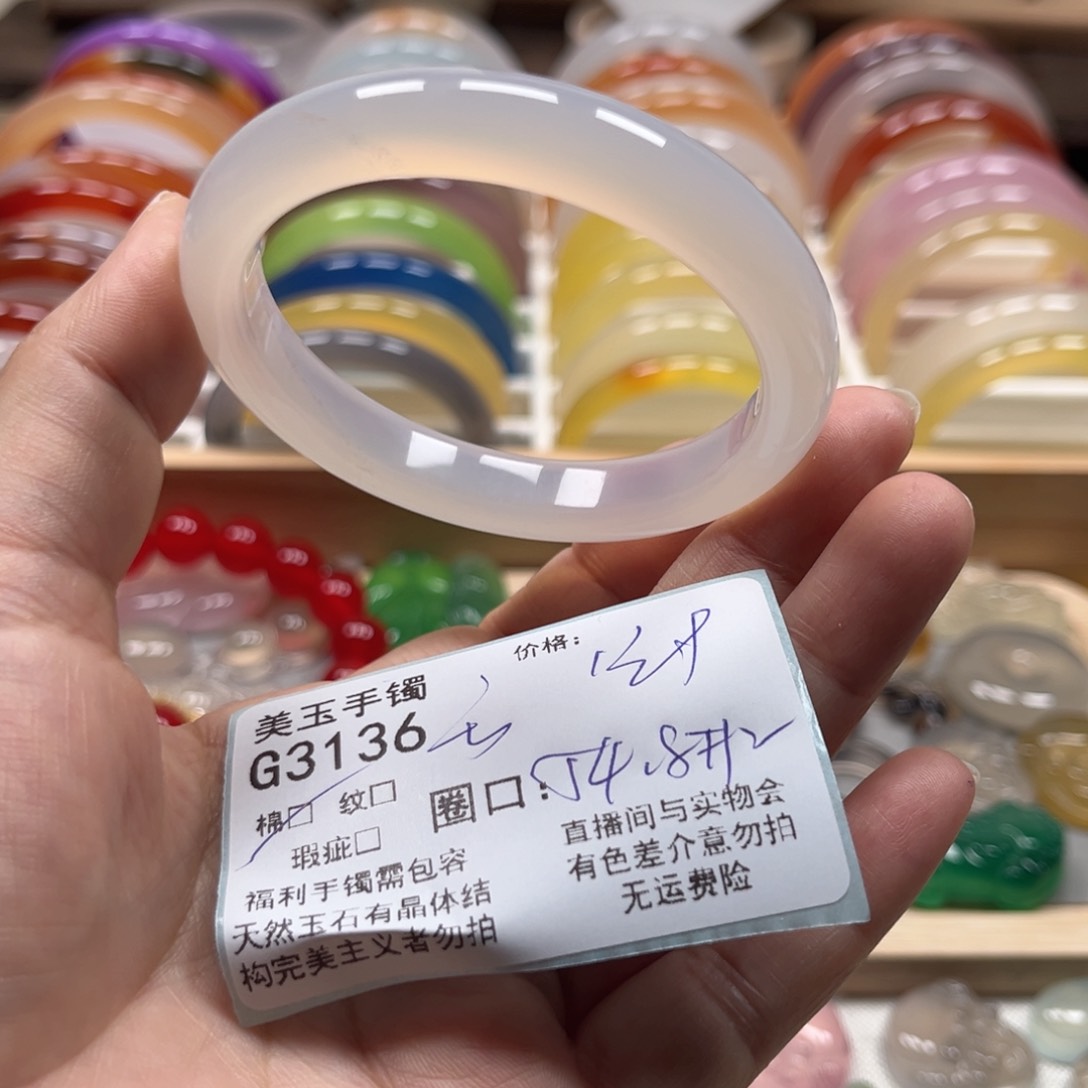 价格：
美玉手镯
G3136
棉□ 纹□
圈口： 54.8
瑕疵□
福利手镯需包容
天然玉石有晶体结
构完美主义者勿拍
直播间与实物会
有色差介意勿拍
无运费险